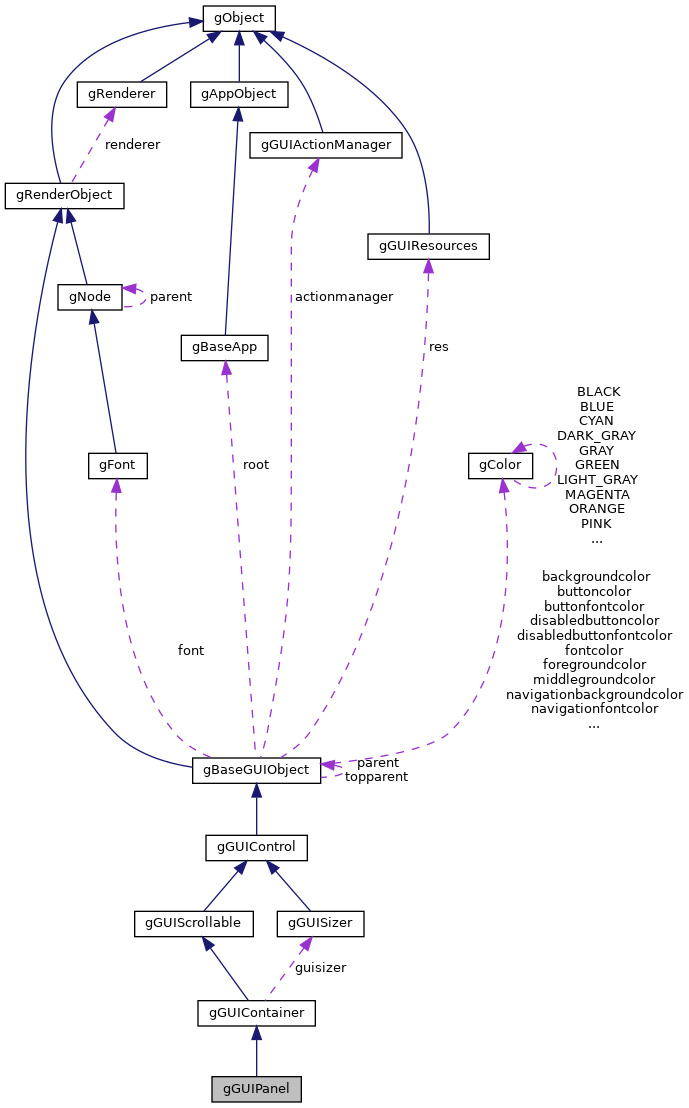 gObject
gRenderer
gAppObject
gGUIActionManager
renderer
gRenderObject
gGUIResources
gNode
parent
actionmanager
gBaseApp
res
BLACK
BLUE
CYAN
DARK_GRAY
GRAY
GREEN
LIGHT_GRAY
MAGENTA
ORANGE
PINK
...
gFont
root
gColor
backgroundcolor
buttoncolor
buttonfontcolor
disabledbuttoncolor
disabledbuttonfontcolor
fontcolor
foregroundcolor
middlegroundcolor
navigationbackgroundcolor
navigationfontcolor
...
font
gBaseGUIObject
parent
topparent
gGUIControl
gGUIScrollable
gGUISizer
guisizer
gGUIContainer
gGUIPanel